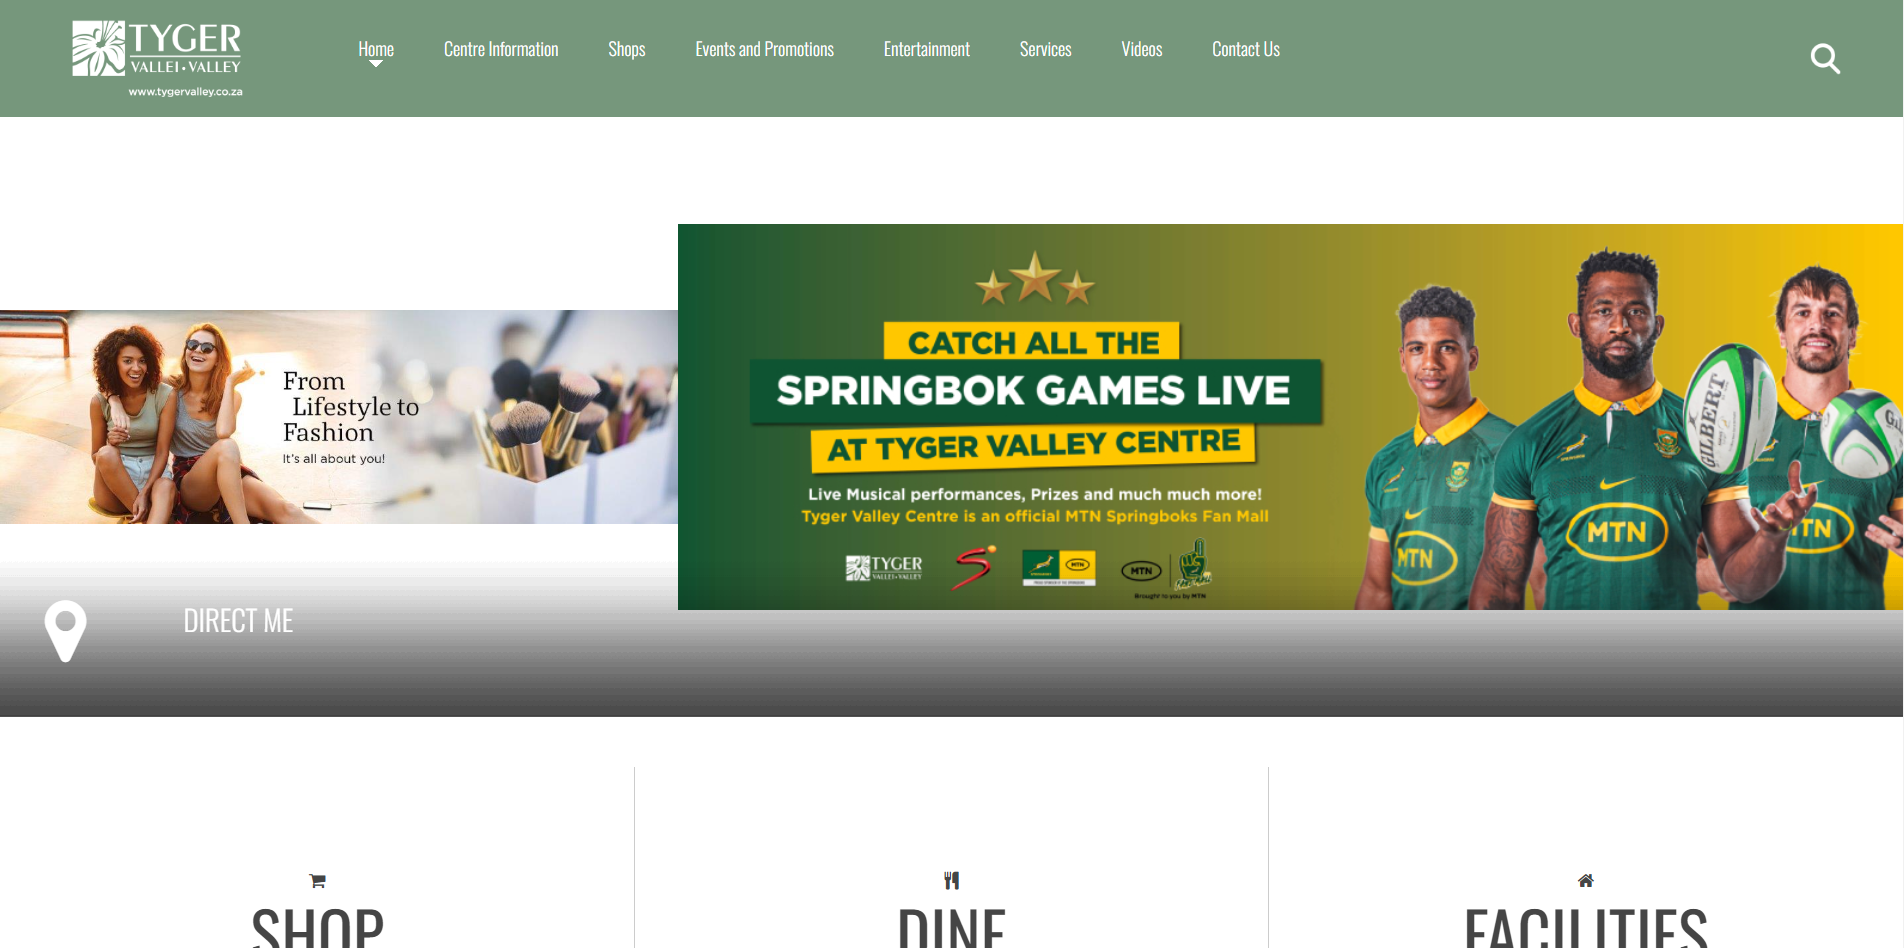 TYGER
VALLEI • VALLEY
www.tygervalley.co.za
Home
Centre Information
Shops
Events and Promotions
Entertainment
Services
Videos
Contact Us
From
Lifestyle to
Fashion
It's all about you!
CATCH ALL THE
SPRINGBOK GAMES LIVE
AT TYGER VALLEY CENTRE
Live Musical performances, Prizes and much much more!
Tyger Valley Centre is an official MTN Springboks Fan Mall
TYGER
VALLEI • VALLEY
MTN
MTN
Brought to you by MTN
GILBERT
MTN
MTN
MTN
DIRECT ME
SHOP
DINE
FACILITIES